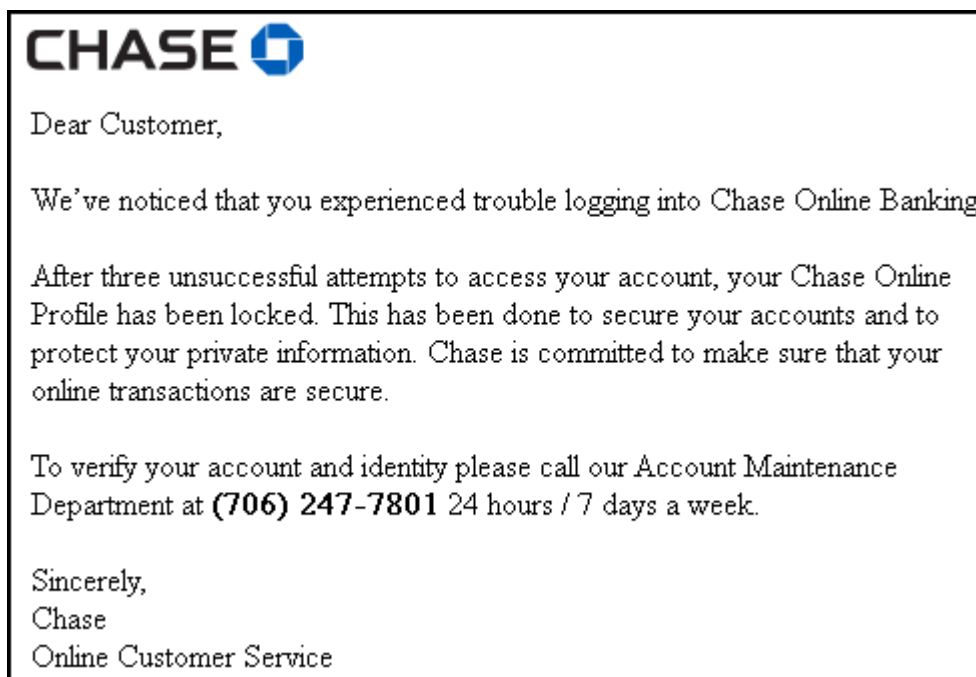 CHASE
Dear Customer,
We've noticed that you experienced trouble logging into Chase Online Banking
After three unsuccessful attempts to access your account, your Chase Online
Profile has been locked. This has been done to secure your accounts and to
protect your private information. Chase is committed to make sure that your
online transactions are secure.
To verify your account and identity please call our Account Maintenance
Department at (706) 247-7801 24 hours / 7 days a week.
Sincerely,
Chase
Online Customer Service